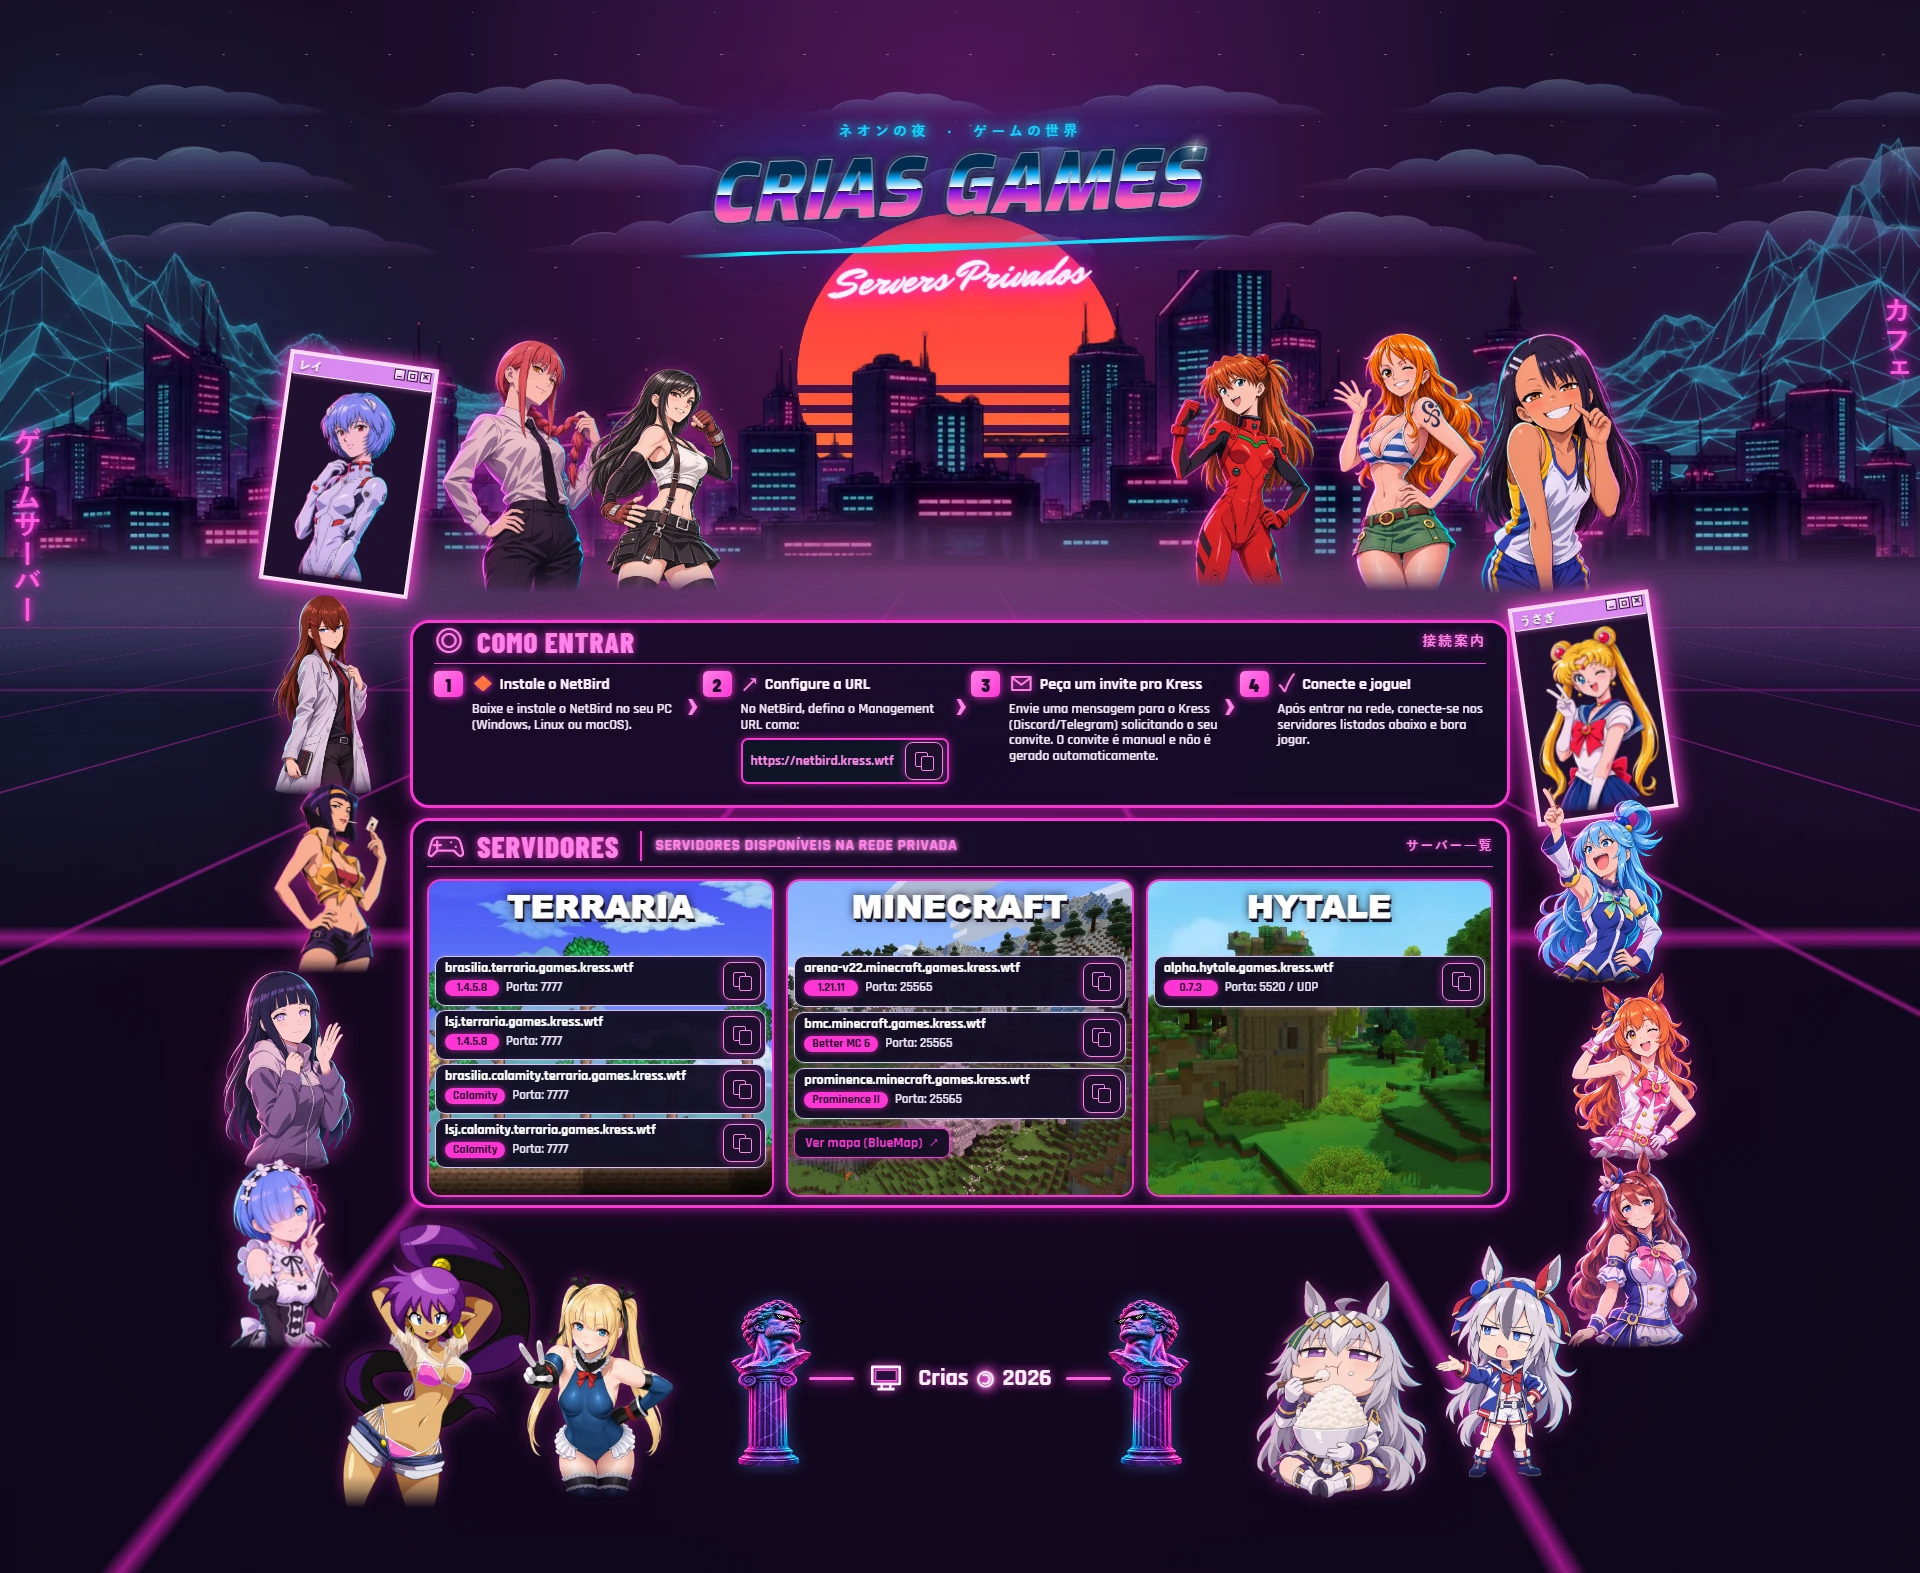 ネオンの夜 · ゲームの世界
CRIAS GAMES
Servers Privados
カフェ
ゲームサーバー
レイ
うさぎ
COMO ENTRAR
接続案内
1 Instale o NetBird
Baixe e instale o NetBird no seu PC
(Windows, Linux ou macOS).
2 Configure a URL
No NetBird, defina o Management
URL como:
https://netbird.kress.wtf
3 Peça um invite pro Kress
Envie uma mensagem para o Kress
(Discord/Telegram) solicitando o seu
convite. O convite é manual e não é
gerado automaticamente.
4 Conecte e jogue!
Após entrar na rede, conecte-se nos
servidores listados abaixo e bora
jogar.
SERVIDORES
SERVIDORES DISPONÍVEIS NA REDE PRIVADA
サーバー一覧
TERRARIA
brasilia.terraria.games.kress.wtf
1.4.5.8 Porta: 7777
lsj.terraria.games.kress.wtf
1.4.5.8 Porta: 7777
brasilia.calamity.terraria.games.kress.wtf
Calamity Porta: 7777
lsj.calamity.terraria.games.kress.wtf
Calamity Porta: 7777
MINECRAFT
arena-v22.minecraft.games.kress.wtf
1.21.11 Porta: 25565
bmc.minecraft.games.kress.wtf
Better MC 6 Porta: 25565
prominence.minecraft.games.kress.wtf
Prominence II Porta: 25565
Ver mapa (BlueMap) ↗
HYTALE
alpha.hytale.games.kress.wtf
0.7.3 Porta: 5520 / UDP
Crias 2026